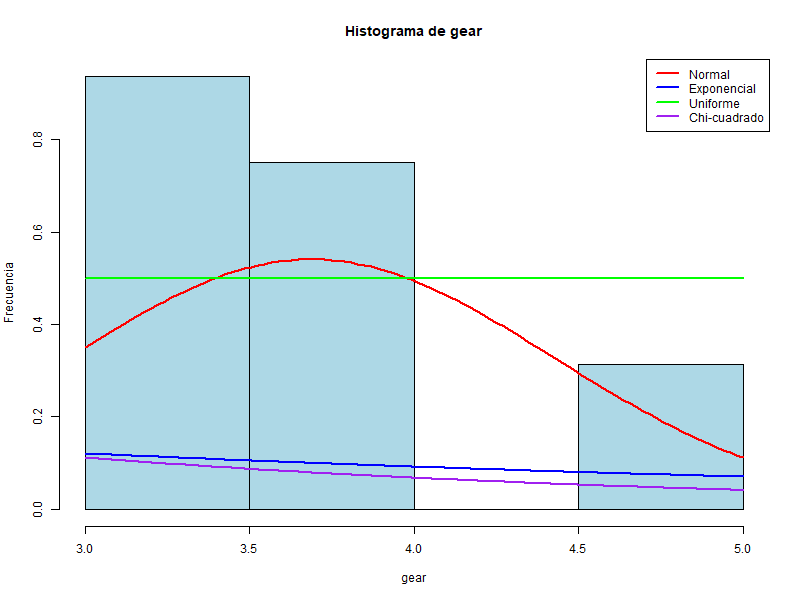 Histograma de gear
Normal
Exponencial
Uniforme
Chi-cuadrado
Frecuencia
0.8
0.6
0.4
0.2
0.0
3.0 3.5 4.0 4.5 5.0
gear